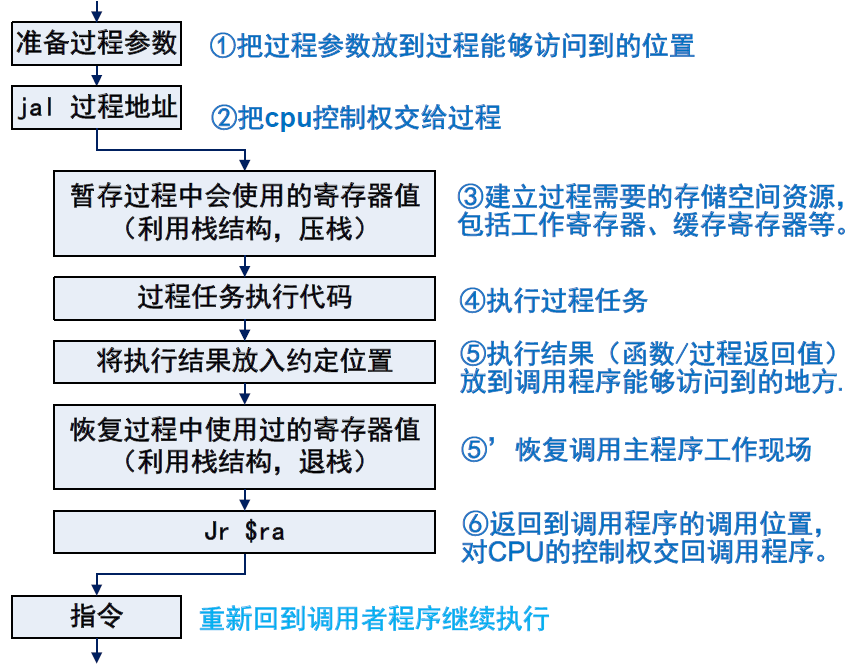 准备过程参数
①把过程参数放到过程能够访问到的位置
jal 过程地址
②把cpu控制权交给过程
暂存过程中会使用的寄存器值
（利用栈结构，压栈）
③建立过程需要的存储空间资源，
包括工作寄存器、缓存寄存器等。
过程任务执行代码
④执行过程任务
将执行结果放入约定位置
⑤执行结果（函数/过程返回值）
放到调用程序能够访问到的地方.
恢复过程中使用过的寄存器值
（利用栈结构，退栈）
⑤’恢复调用主程序工作现场
Jr $ra
⑥返回到调用程序的调用位置，
对CPU的控制权交回调用程序。
指令
重新回到调用者程序继续执行